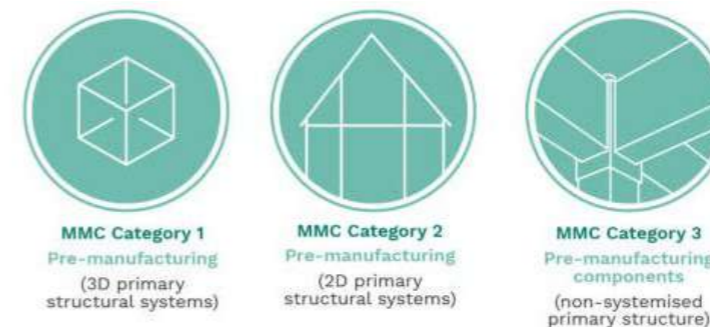 MMC Category 1
Pre-manufacturing
(3D primary
structural systems)
MMC Category 2
Pre-manufacturing
(2D primary
structural systems)
MMC Category 3
Pre-manufacturing
components
(non-systemised
primary structure)